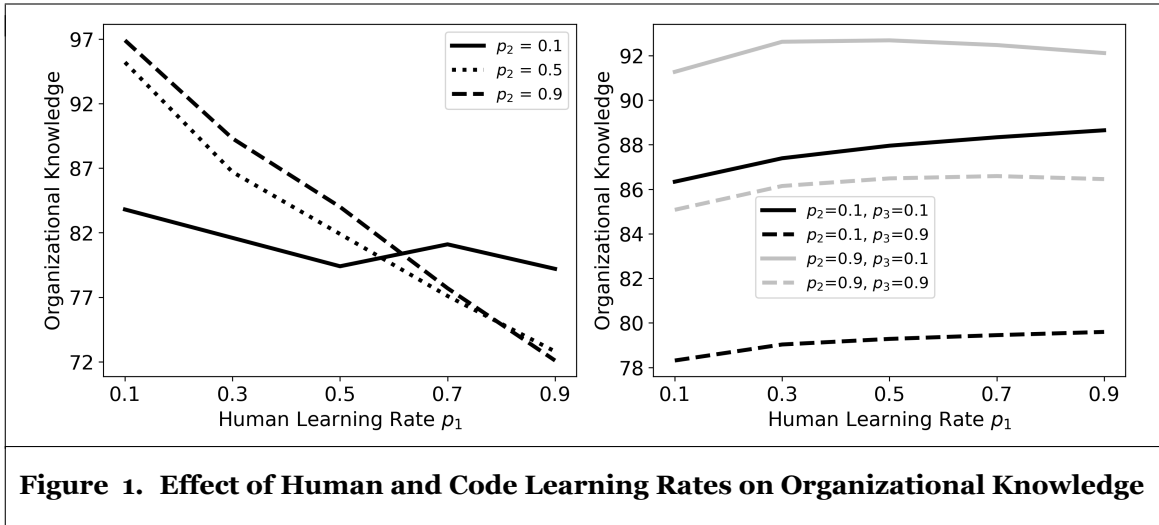 97
92
87
82
77
72
Organizational Knowledge
p₂ = 0.1
p₂ = 0.5
p₂ = 0.9
0.1 0.3 0.5 0.7 0.9
Human Learning Rate p₁
92
90
88
86
84
82
80
78
Organizational Knowledge
p₂=0.1, p₃=0.1
p₂=0.1, p₃=0.9
p₂=0.9, p₃=0.1
p₂=0.9, p₃=0.9
0.1 0.3 0.5 0.7 0.9
Human Learning Rate p₁
Figure 1. Effect of Human and Code Learning Rates on Organizational Knowledge